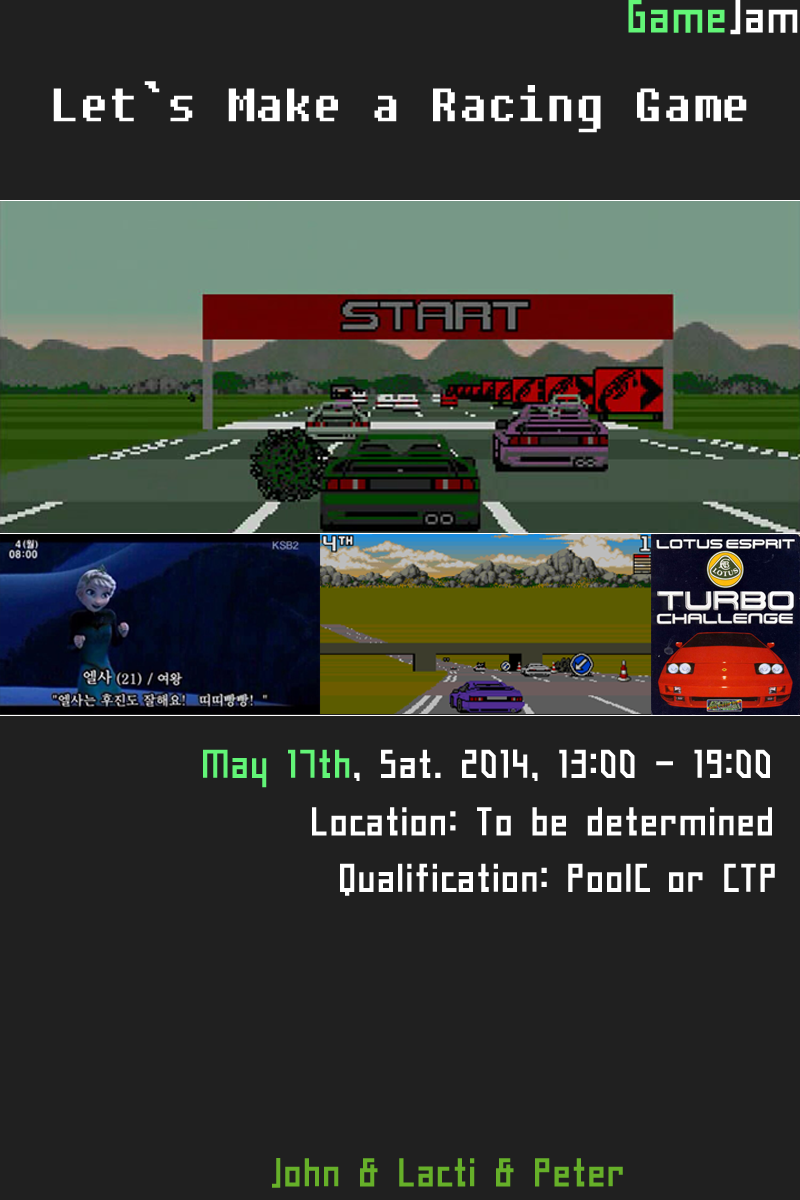 GameJam
Let`s Make a Racing Game
START
4 (월)
08:00
KSB2
엘사 (21) / 여왕
"엘사는 후진도 잘해요! 띠띠빵빵! "
4TH
1
LOTUS ESPRIT
LOTUS
TURBO
CHALLENGE
May 17th, Sat. 2014, 13:00 - 19:00
Location: To be determined
Qualification: PoolC or CTP
John & Lacti & Peter